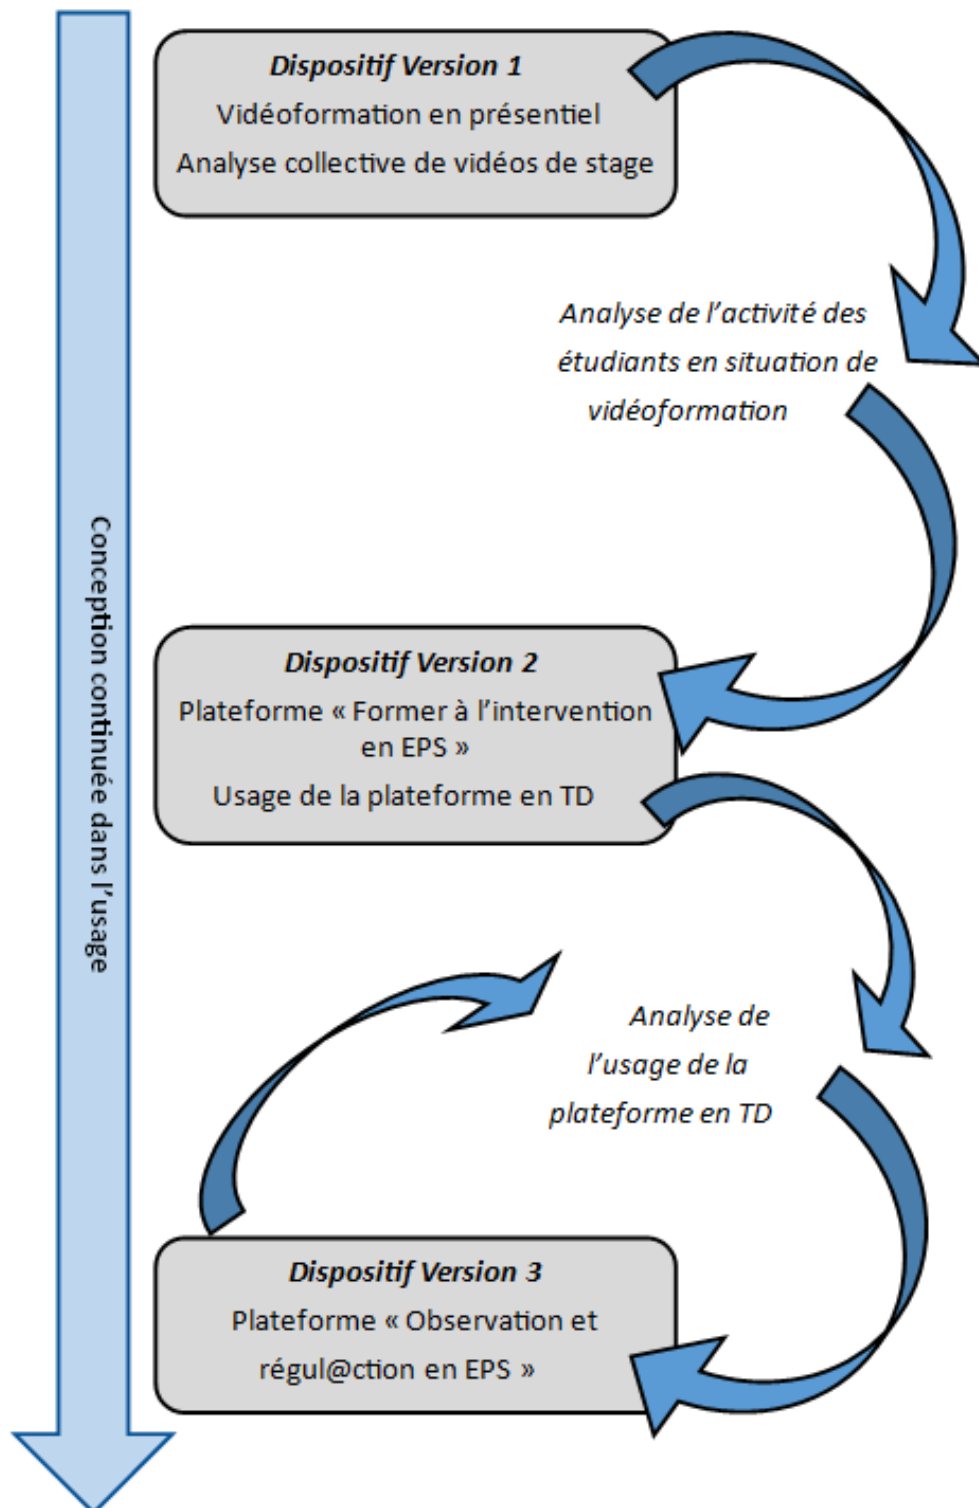 Dispositif Version 1
Vidéoformation en présentiel
Analyse collective de vidéos de stage
Analyse de l’activité des
étudiants en situation de
vidéoformation
Conception continuée dans l’usage
Dispositif Version 2
Plateforme « Former à l’intervention
en EPS »
Usage de la plateforme en TD
Analyse de
l’usage de la
plateforme en TD
Dispositif Version 3
Plateforme « Observation et
régul@ction en EPS »